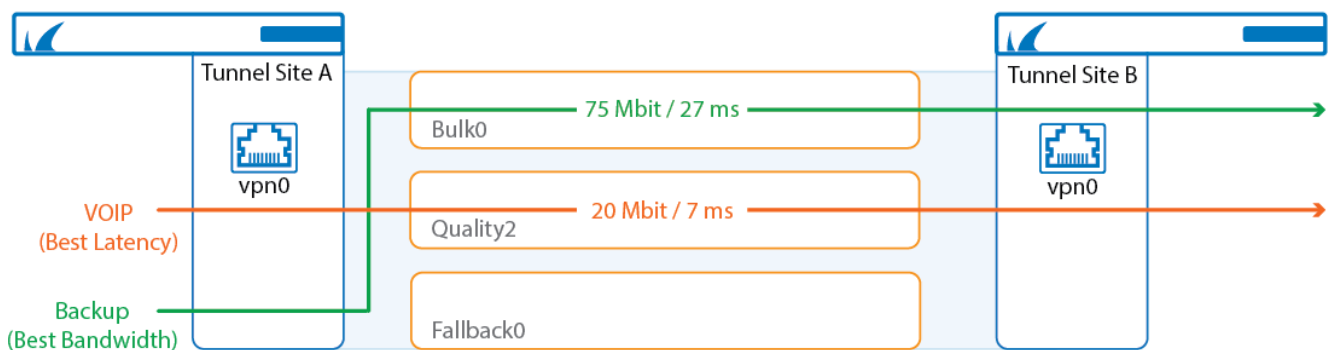 Tunnel Site A
Tunnel Site B
75 Mbit / 27 ms
Bulk0
vpn0
vpn0
VOIP
(Best Latency)
20 Mbit / 7 ms
Quality2
Backup
(Best Bandwidth)
Fallback0